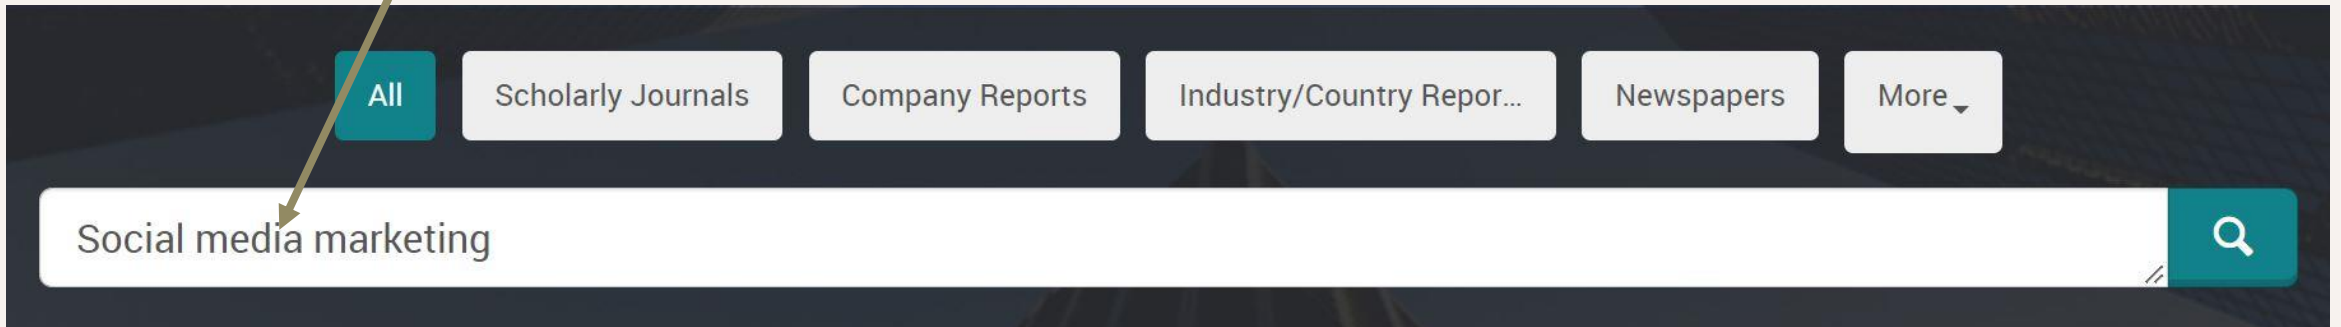 All Scholarly Journals Company Reports Industry/Country Repor... Newspapers More
Social media marketing